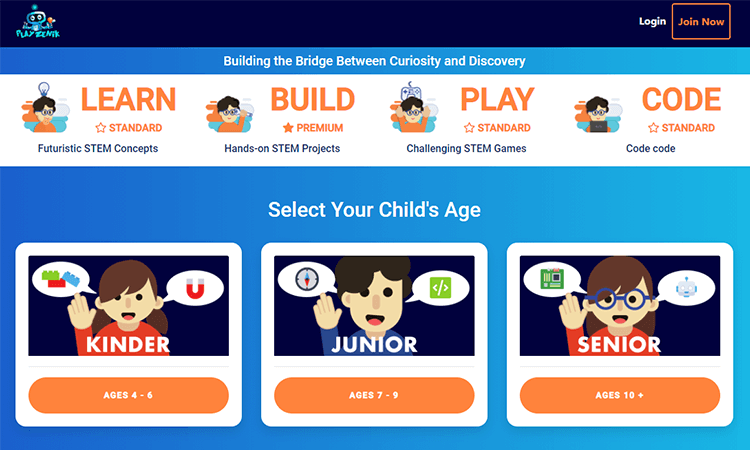 PLAYZENIK
Login
Join Now
Building the Bridge Between Curiosity and Discovery
LEARN
STANDARD
Futuristic STEM Concepts
BUILD
PREMIUM
Hands-on STEM Projects
PLAY
STANDARD
Challenging STEM Games
CODE
STANDARD
Code code
Select Your Child's Age
KINDER
AGES 4 - 6
JUNIOR
AGES 7 - 9
SENIOR
AGES 10 +